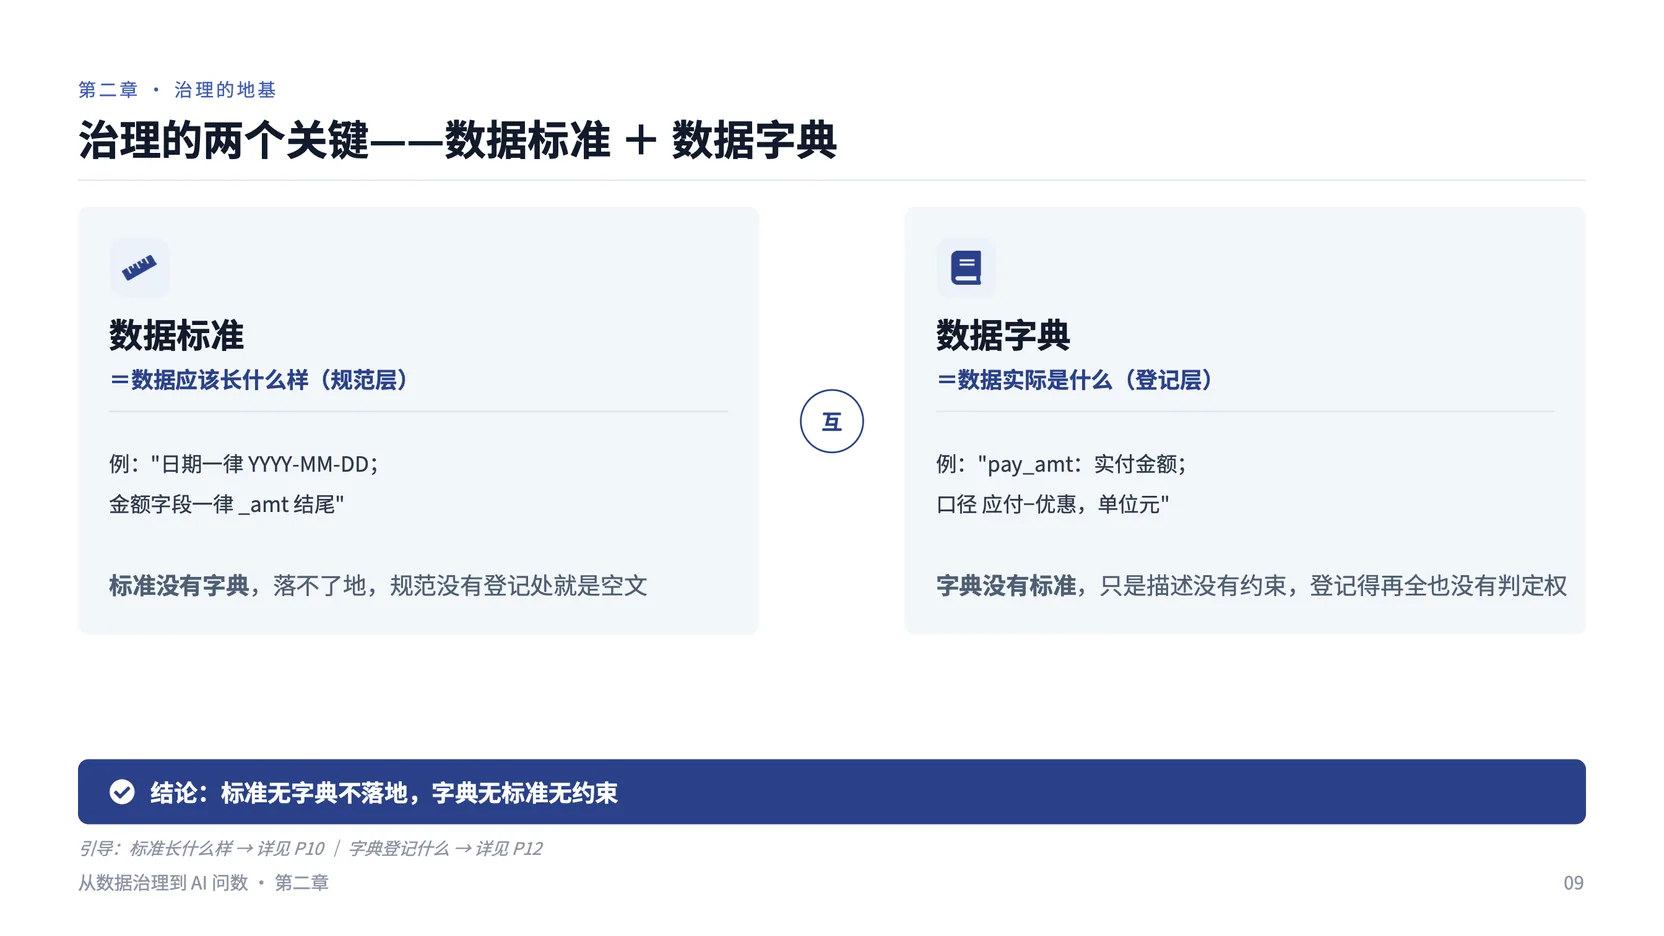 第二章 · 治理的地基
治理的两个关键——数据标准 ＋ 数据字典
数据标准
＝数据应该长什么样（规范层）
例："日期一律 YYYY-MM-DD；
金额字段一律 _amt 结尾"
标准没有字典，落不了地，规范没有登记处就是空文
互
数据字典
＝数据实际是什么（登记层）
例："pay_amt：实付金额；
口径 应付−优惠，单位元"
字典没有标准，只是描述没有约束，登记得再全也没有判定权
结论：标准无字典不落地，字典无标准无约束
引导：标准长什么样 → 详见 P10 ｜ 字典登记什么 → 详见 P12
从数据治理到 AI 问数 · 第二章
09